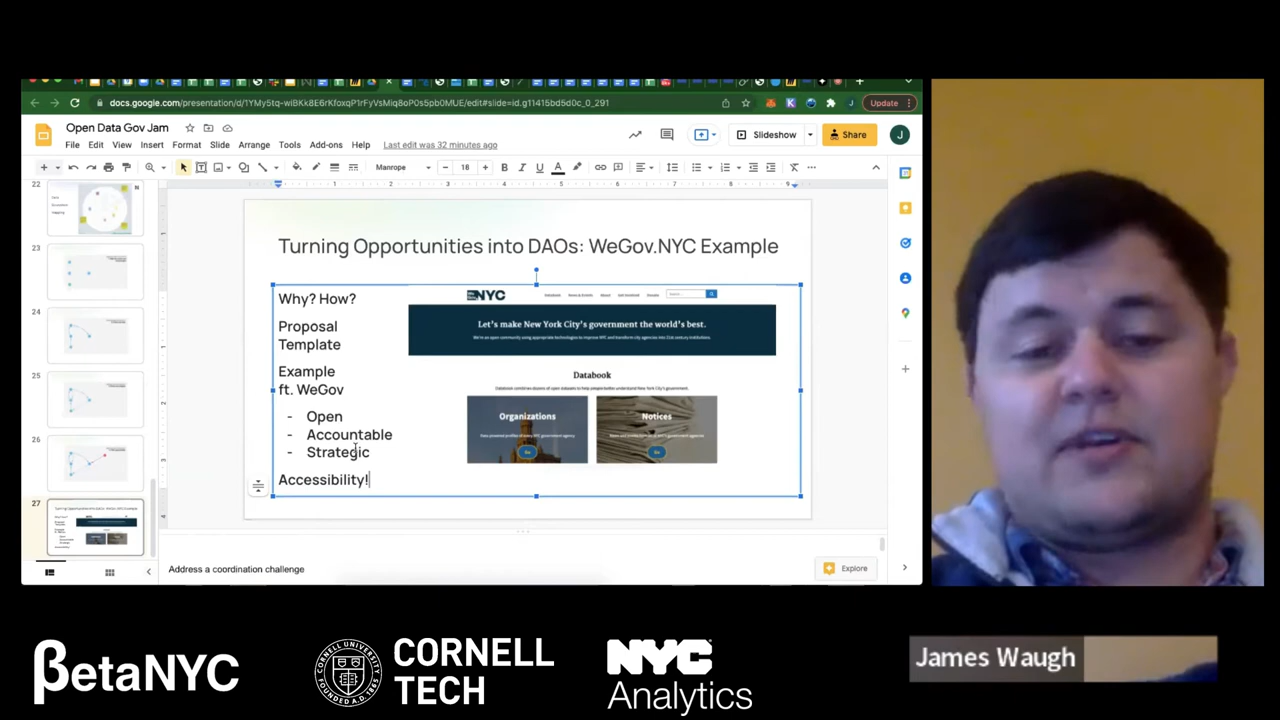 docs.google.com/presentation/d/1YMy5tq-wiBKx8E6rKfoxqP1rFyVsMiq8oP0s5pb0MUE/edit#slide=id.g11415bd5d0c_0_291
Update
Open Data Gov Jam
File Edit View Insert Format Slide Arrange Tools Add-ons Help Last edit was 32 minutes ago
Slideshow
Share
J
Manrope
18
B I U A
22
23
24
25
26
27
Turning Opportunities into DAOs: WeGov.NYC Example
Why? How?
Proposal
Template
Example
ft. WeGov
- Open
- Accountable
- Strategic
Accessibility!
NYC
Let's make New York City's government the world's best.
Databook
Organizations
Notices
Address a coordination challenge
Explore
βetaNYC
CORNELL
TECH
NYC
Analytics
James Waugh